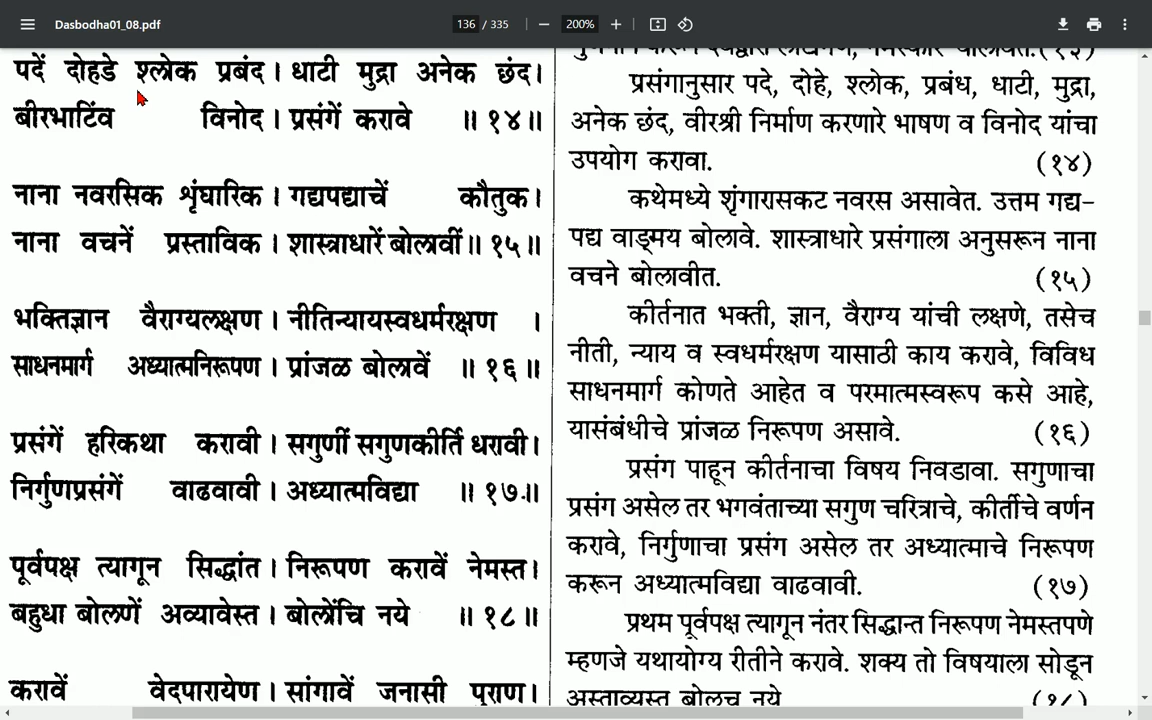 Dasbodha01_08.pdf
136 / 335
200%
पदें दोहडे श्लोक प्रबंद। धाटी मुद्रा अनेक छंद।
बीरभाटिंव विनोद। प्रसंगें करावे ॥१४॥
नाना नवरसिक शृंघारिक। गद्यपद्याचें कौतुक।
नाना वचनें प्रस्ताविक। शास्त्राधारें बोलावीं॥१५॥
भक्तिज्ञान वैराग्यलक्षण। नीतिन्यायस्वधर्मरक्षण ।
साधनमार्ग अध्यात्मनिरूपण। प्रांजळ बोलावें ॥१६॥
प्रसंगें हरिकथा करावी। सगुणीं सगुणकीर्ति धरावी।
निर्गुणप्रसंगें वाढवावी। अध्यात्मविद्या ॥१७॥
पूर्वपक्ष त्यागून सिद्धांत। निरूपण करावें नेमस्त।
बहुधा बोलणें अव्यावेस्त। बोलोंचि नये ॥१८॥
करावें वेदपारायेण। सांगावें जनासी पुराण।
प्रसंगानुसार पदे, दोहे, श्लोक, प्रबंध, धाटी, मुद्रा,
अनेक छंद, वीरश्री निर्माण करणारे भाषण व विनोद यांचा
उपयोग करावा. (१४)
कथेमध्ये शृंगारासकट नवरस असावेत. उत्तम गद्य-
पद्य वाङ्मय बोलावे. शास्त्राधारे प्रसंगाला अनुसरून नाना
वचने बोलावीत. (१५)
कीर्तनात भक्ती, ज्ञान, वैराग्य यांची लक्षणे, तसेच
नीती, न्याय व स्वधर्मरक्षण यासाठी काय करावे, विविध
साधनमार्ग कोणते आहेत व परमात्मस्वरूप कसे आहे,
यासंबंधीचे प्रांजळ निरूपण असावे. (१६)
प्रसंग पाहून कीर्तनाचा विषय निवडावा. सगुणाचा
प्रसंग असेल तर भगवंताच्या सगुण चरित्राचे, कीर्तीचे वर्णन
करावे, निर्गुणाचा प्रसंग असेल तर अध्यात्माचे निरूपण
करून अध्यात्मविद्या वाढवावी. (१७)
प्रथम पूर्वपक्ष त्यागून नंतर सिद्धान्त निरूपण नेमस्तपणे
म्हणजे यथायोग्य रीतीने करावे. शक्य तो विषयाला सोडून
अस्ताव्यस्त बोलूच नये (१८)